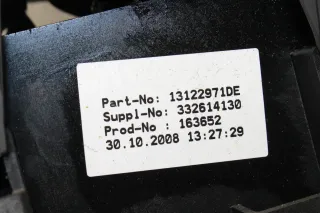 Part-No: 13122971DE
Suppl-No: 332614130
Prod-No : 163652
30.10.2008 13:27:29